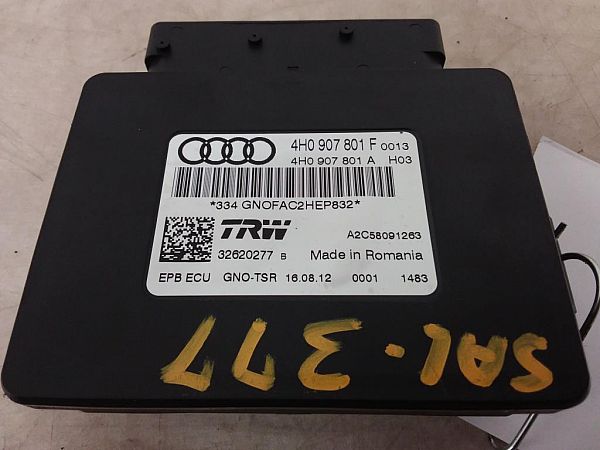 4H0 907 801 F 0013
4H0 907 801 A H03
*334 GNOFAC2HEP832*
TRW A2C58091263
32620277 B Made in Romania
EPB ECU GNO-TSR 16.08.12 0001 1483
SAL-377